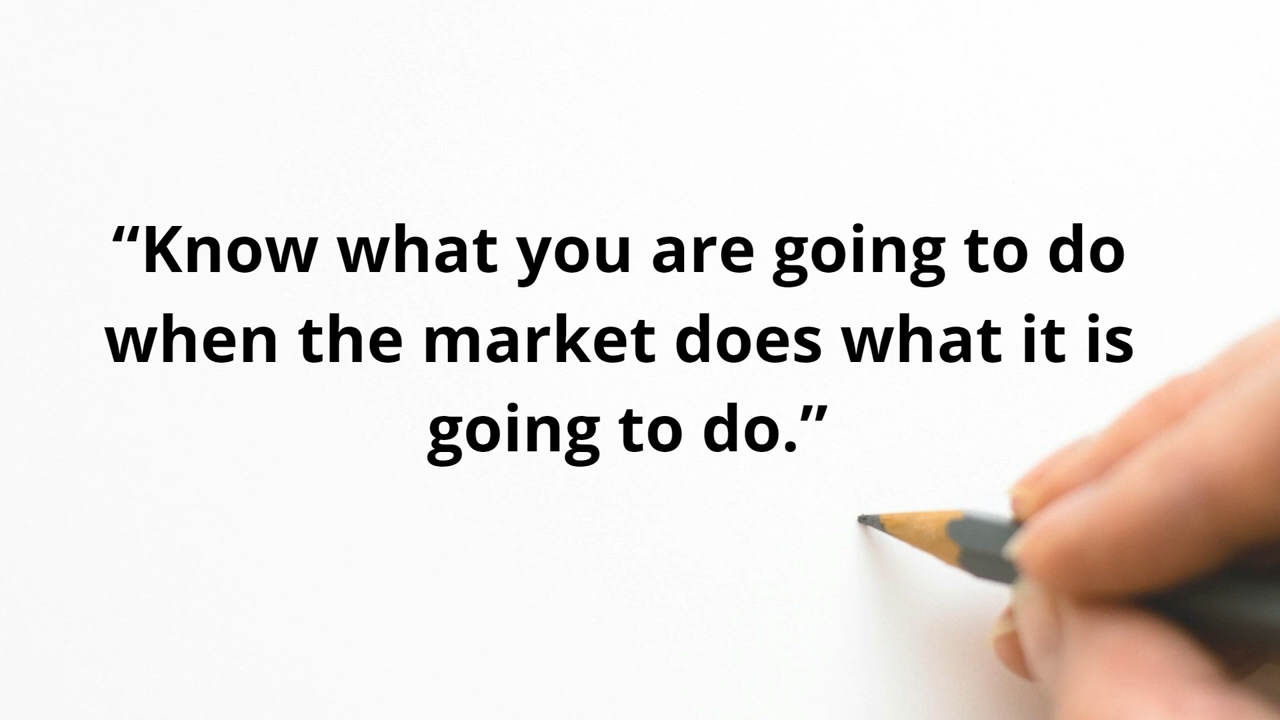 “Know what you are going to do
when the market does what it is
going to do.”